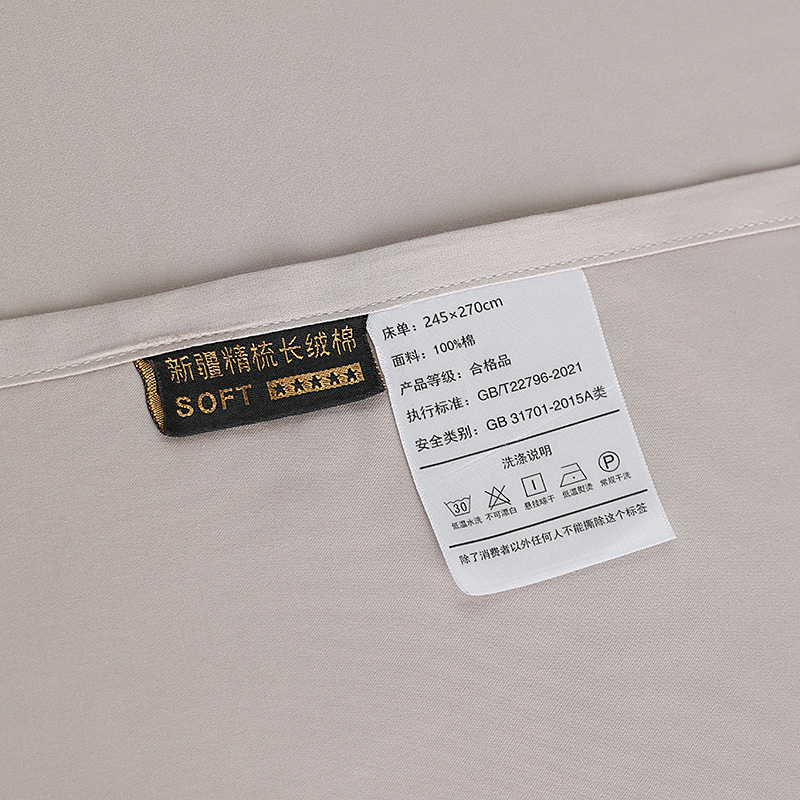 新疆精梳长绒棉
SOFT ★★★★★
床单：245×270cm
面料：100%棉
产品等级：合格品
执行标准：GB/T22796-2021
安全类别：GB 31701-2015A类
洗涤说明
30 P
低温水洗 不可漂白 悬挂晾干 低温熨烫 常规干洗
除了消费者以外任何人不能撕除这个标签